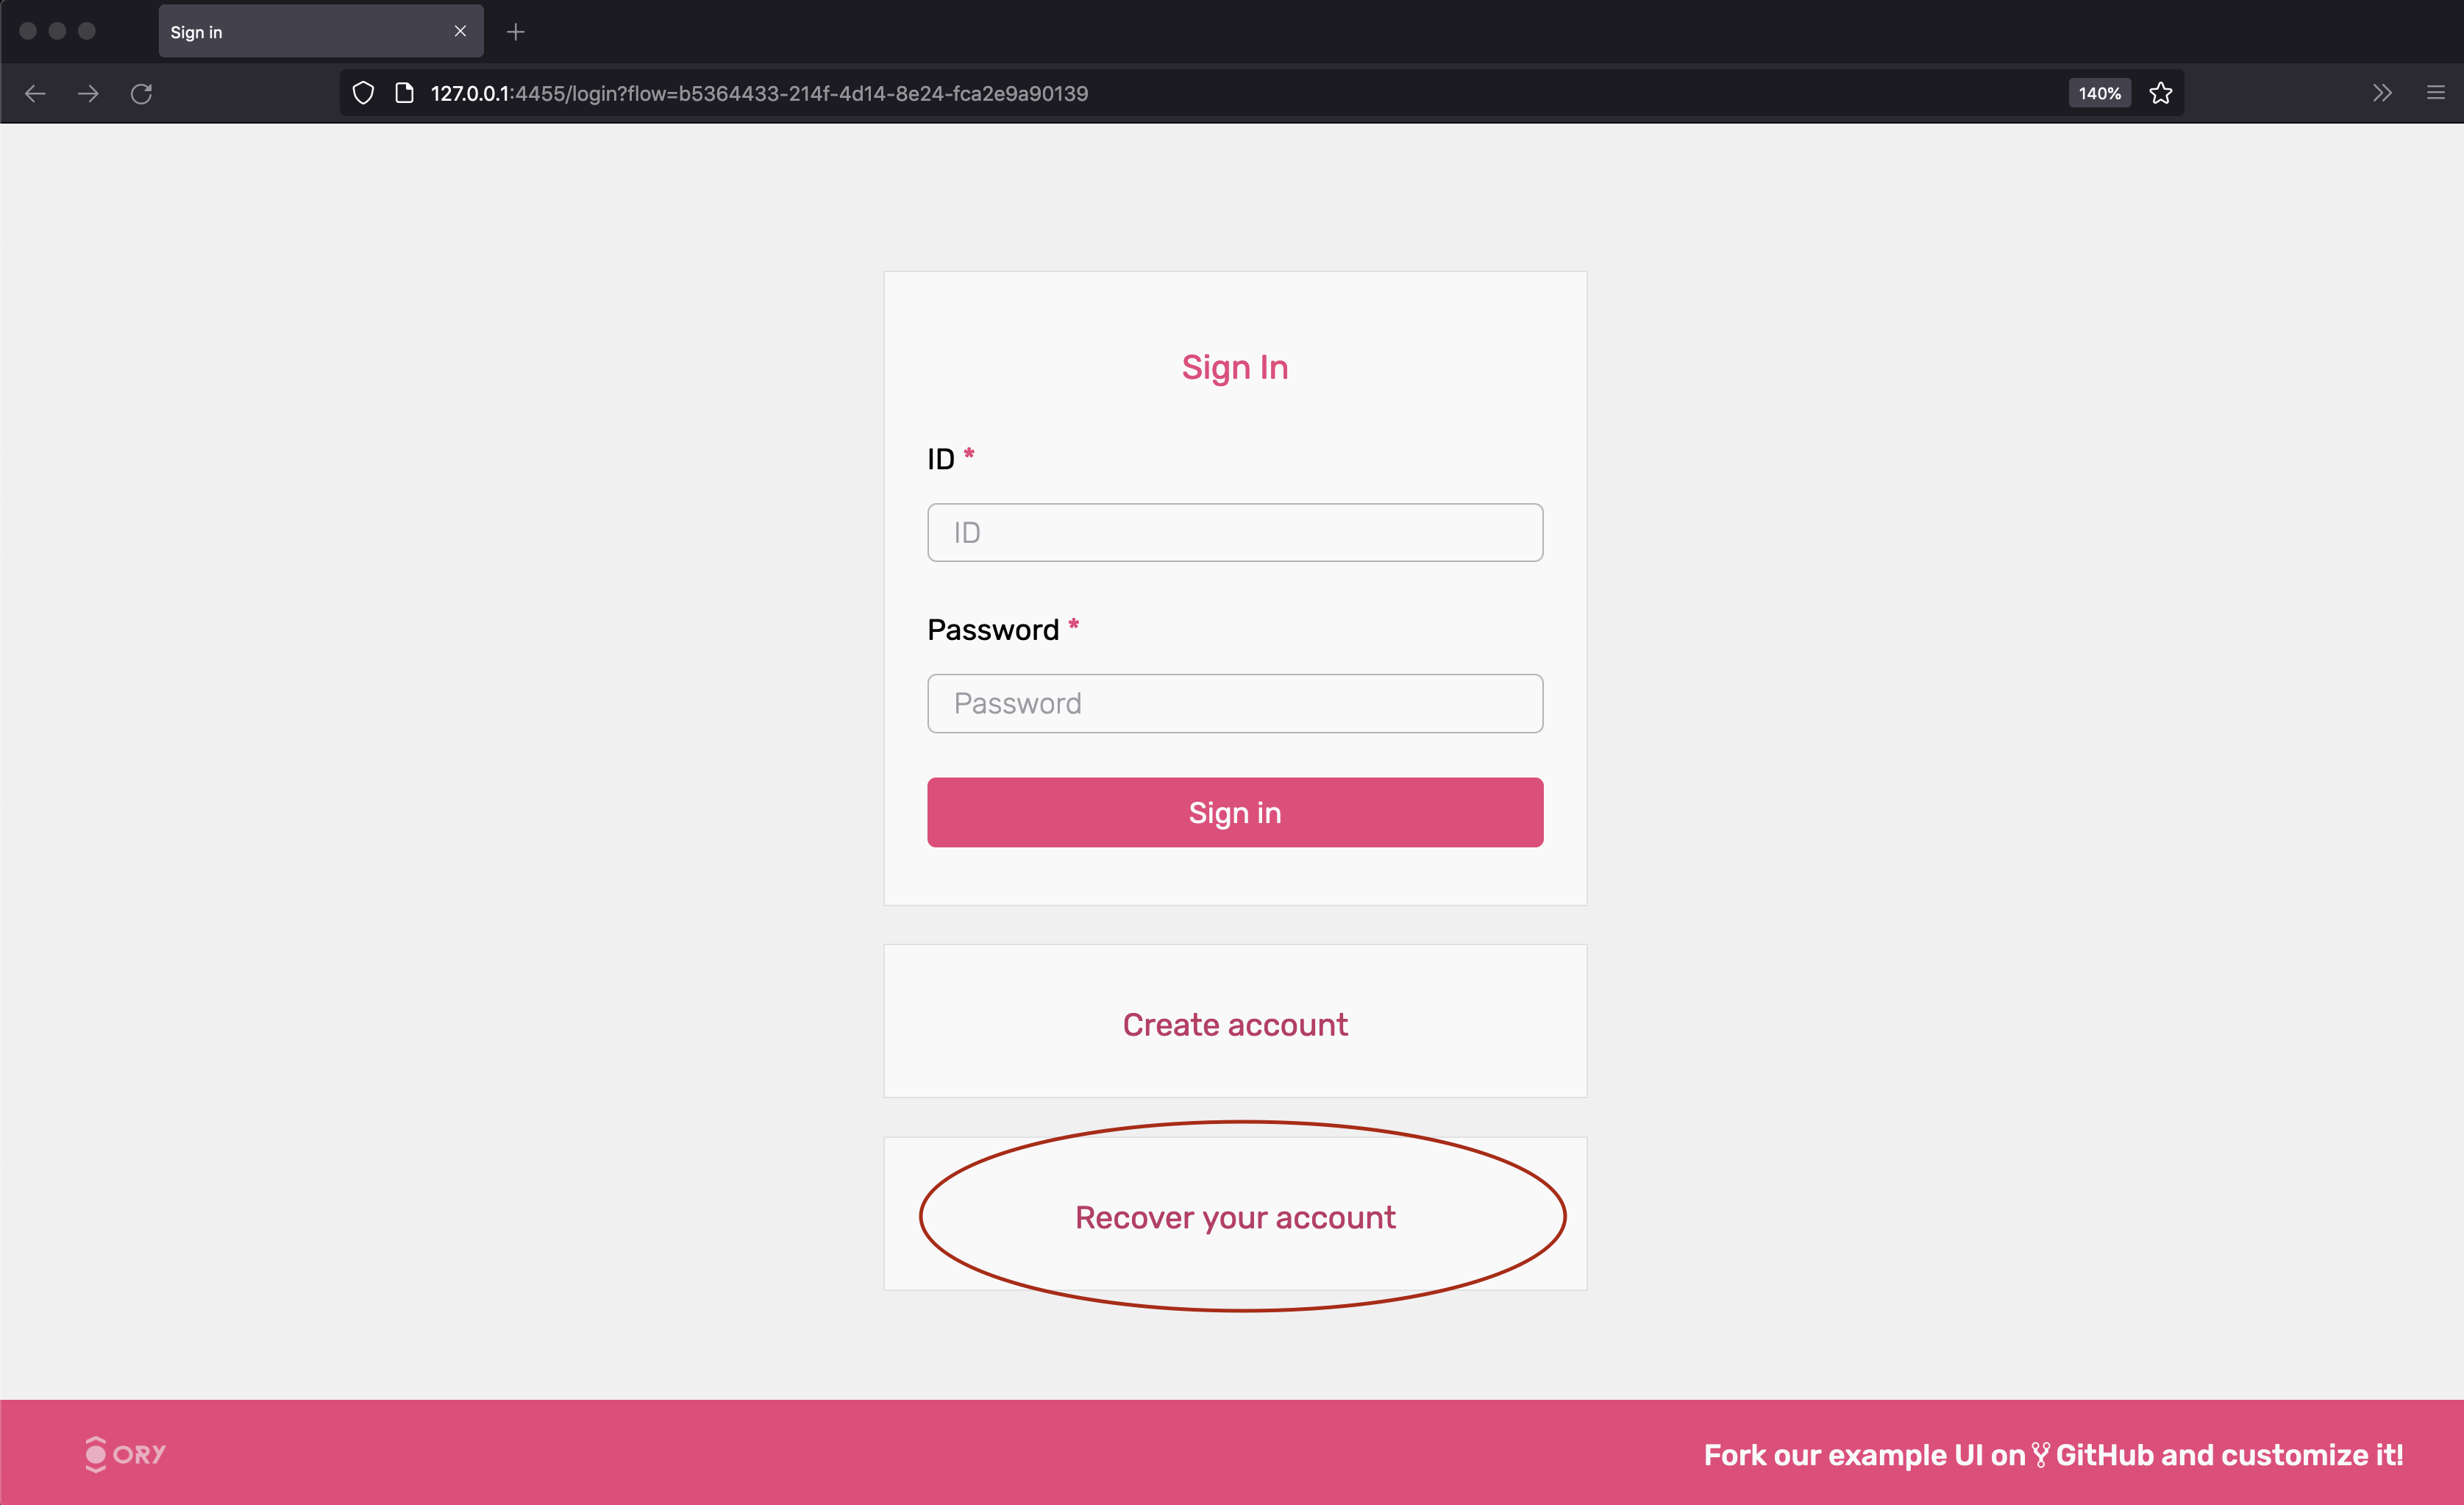 Sign in
127.0.0.1:4455/login?flow=b5364433-214f-4d14-8e24-fca2e9a90139
140%
Sign In
ID *
ID
Password *
Password
Sign in
Create account
Recover your account
ORY
Fork our example UI on GitHub and customize it!